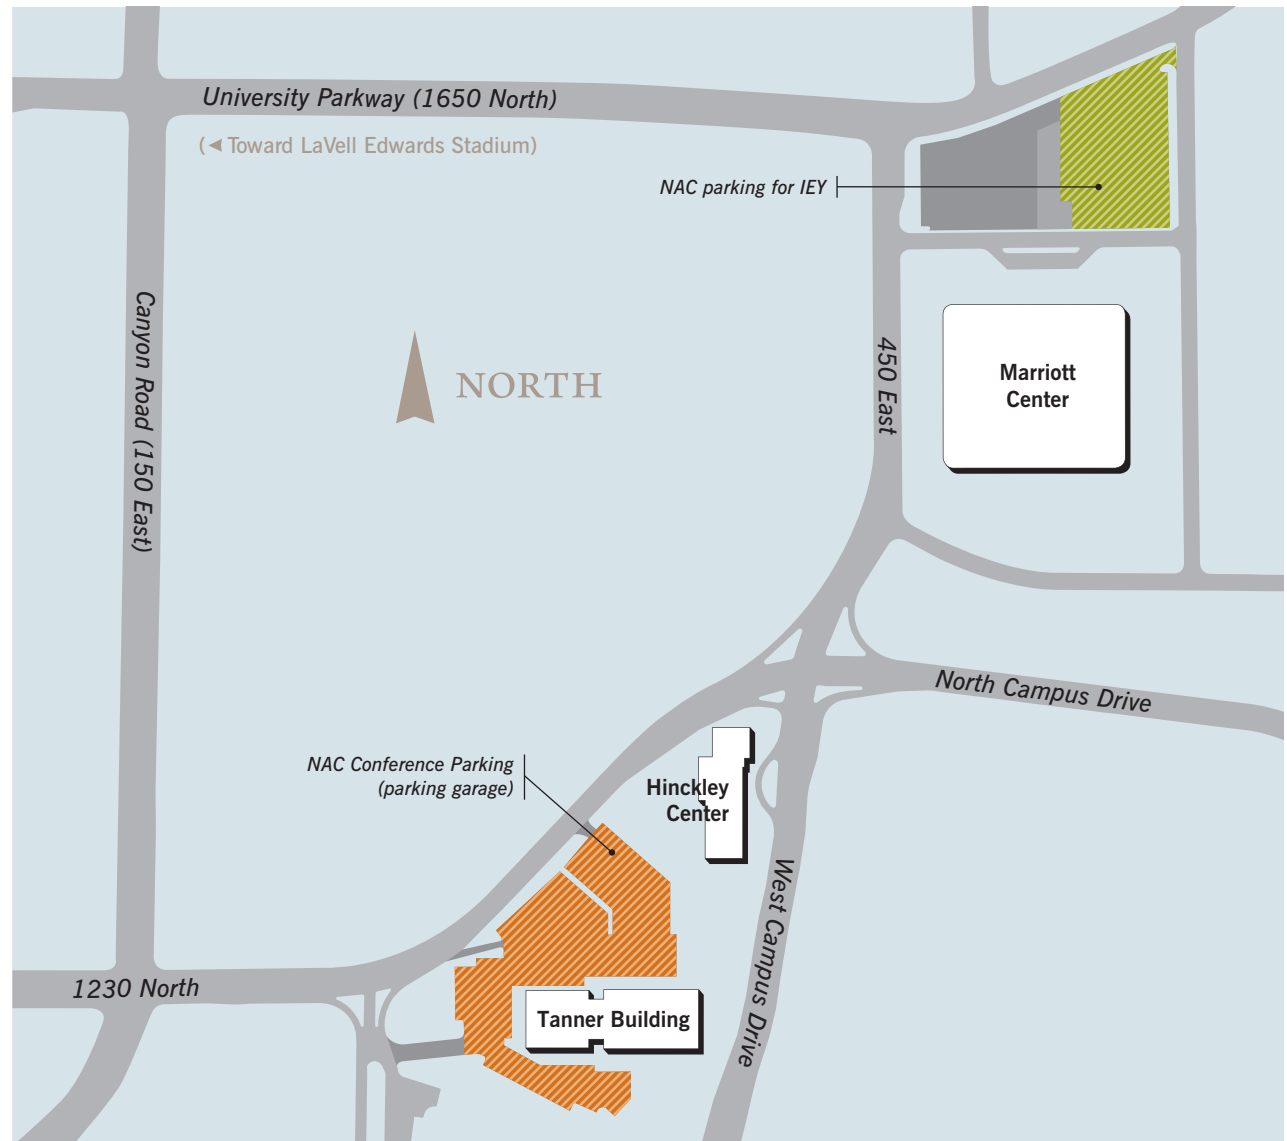 University Parkway (1650 North)
(◄ Toward LaVell Edwards Stadium)
NAC parking for IEY
Canyon Road (150 East)
NORTH
450 East
Marriott
Center
North Campus Drive
NAC Conference Parking
(parking garage)
Hinckley
Center
West Campus Drive
1230 North
Tanner Building